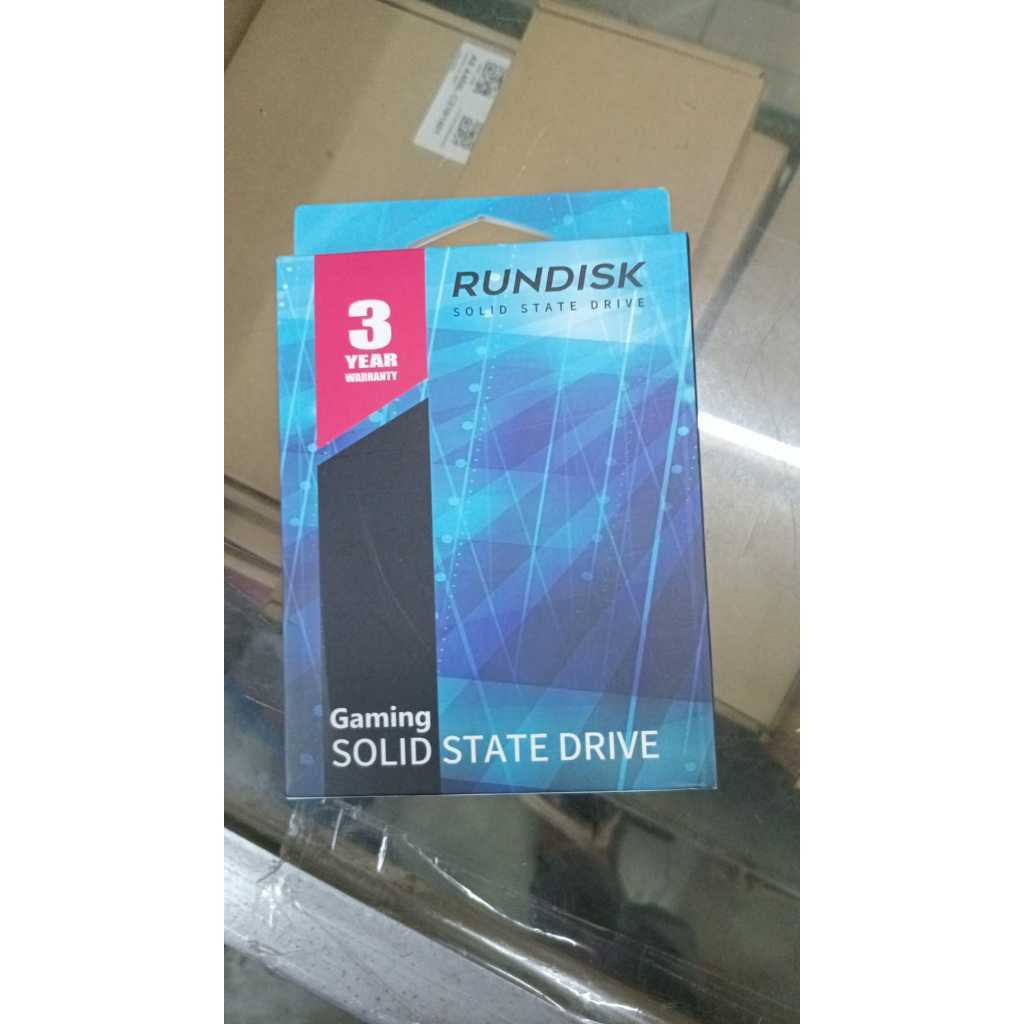 RUNDISK
SOLID STATE DRIVE
3
YEAR
WARRANTY
Gaming
SOLID STATE DRIVE